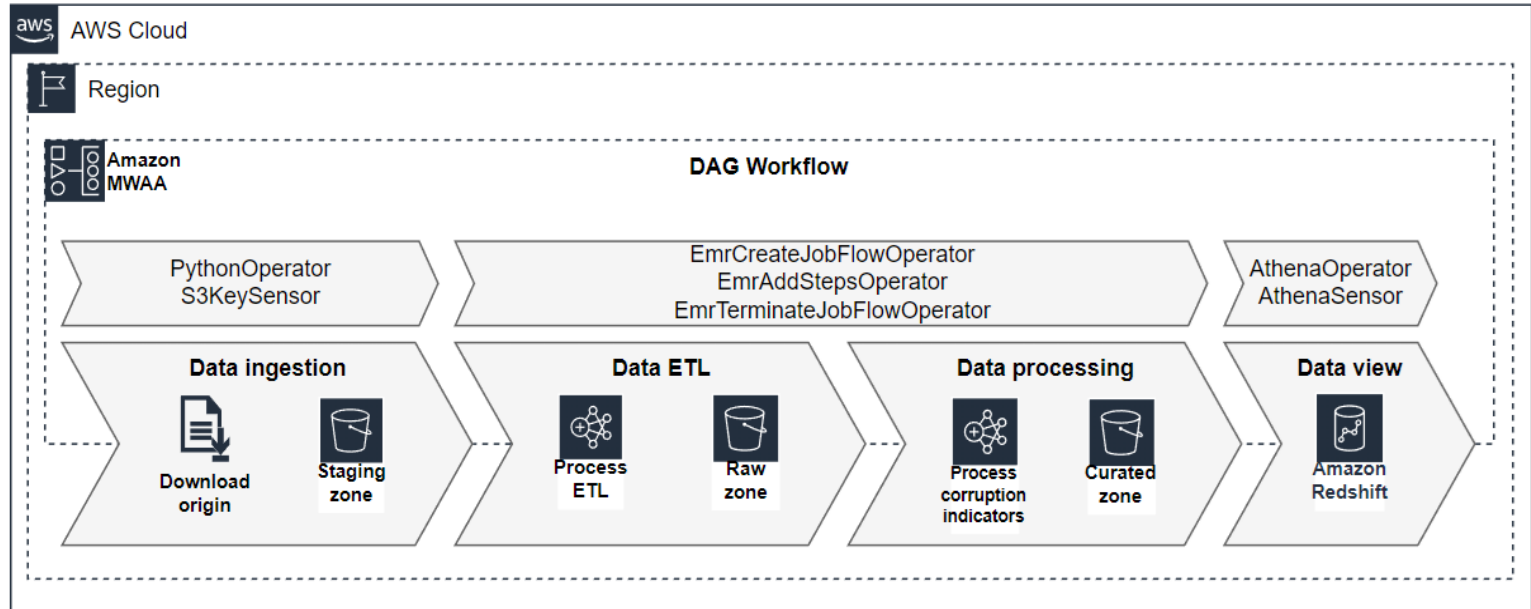 aws
AWS Cloud
Region
Amazon
MWAA
DAG Workflow
PythonOperator
S3KeySensor
EmrCreateJobFlowOperator
EmrAddStepsOperator
EmrTerminateJobFlowOperator
AthenaOperator
AthenaSensor
Data ingestion
Download
origin
Staging
zone
Data ETL
Process
ETL
Raw
zone
Data processing
Process
corruption
indicators
Curated
zone
Data view
Amazon
Redshift